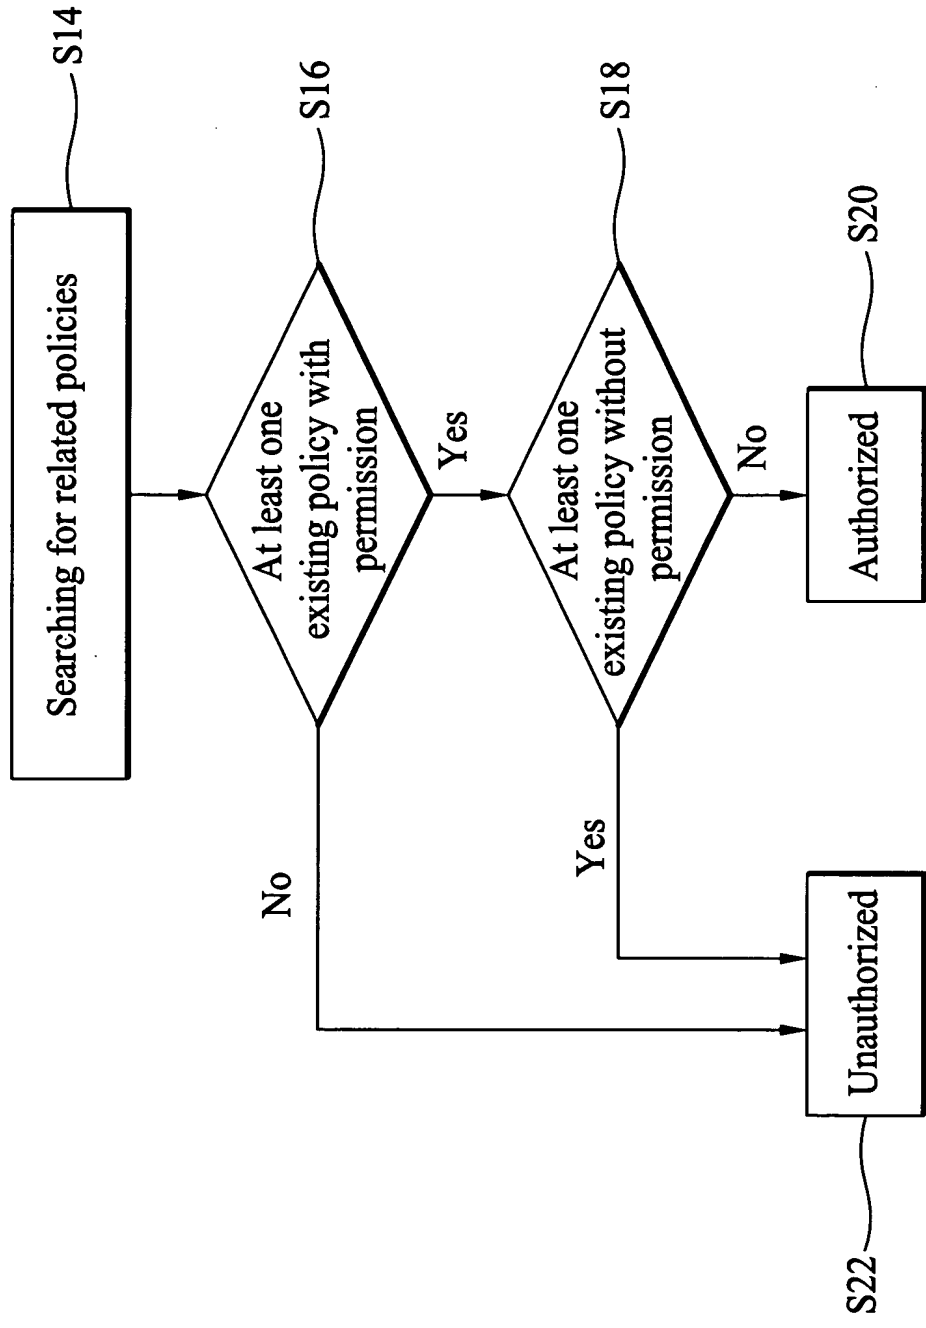 Searching for related policies
S14
At least one
existing policy with
permission
S16
No
Yes
At least one
existing policy without
permission
S18
Yes
No
Unauthorized
S22
Authorized
S20